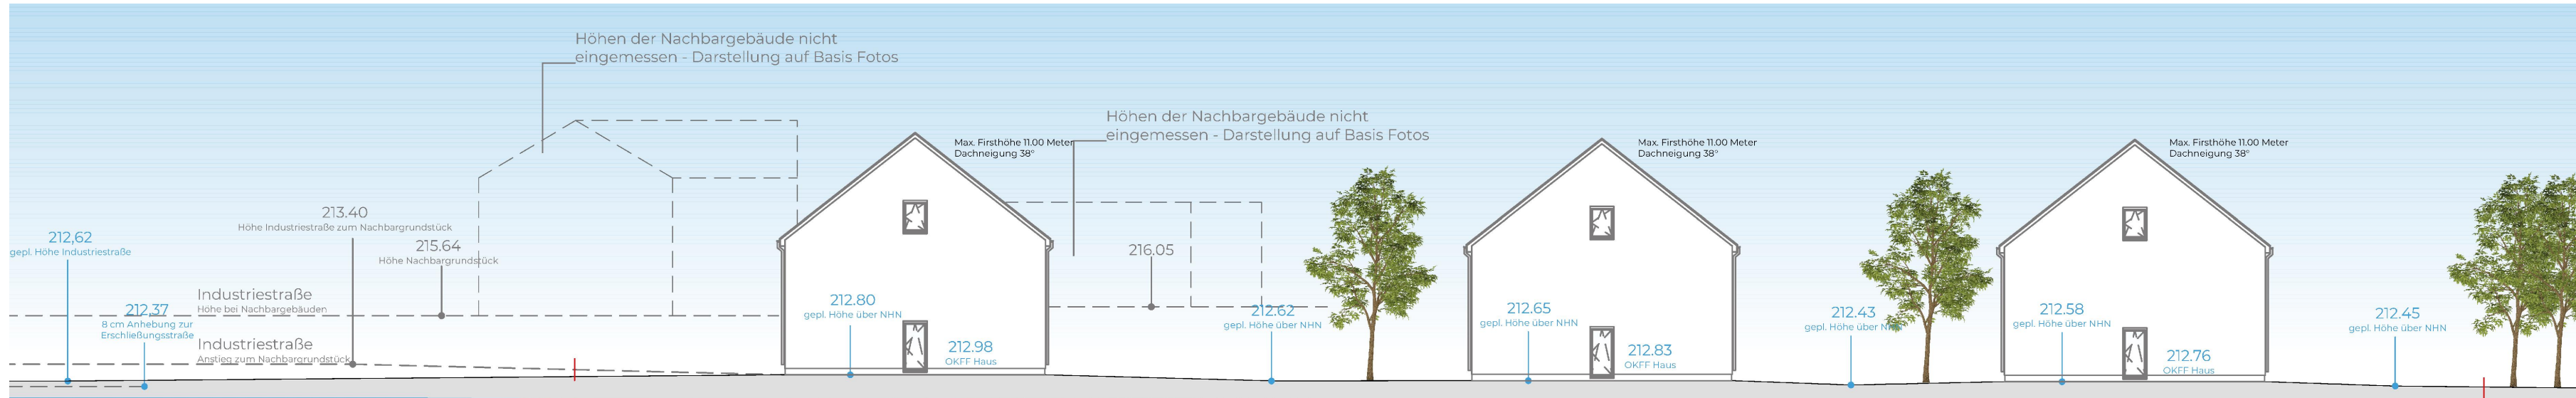 Höhen der Nachbargebäude nicht
eingemessen - Darstellung auf Basis Fotos
Höhen der Nachbargebäude nicht
eingemessen - Darstellung auf Basis Fotos
Max. Firsthöhe 11.00 Meter
Dachneigung 38°
Max. Firsthöhe 11.00 Meter
Dachneigung 38°
Max. Firsthöhe 11.00 Meter
Dachneigung 38°
213.40
Höhe Industriestraße zum Nachbargrundstück
212,62
gepl. Höhe Industriestraße
215.64
Höhe Nachbargrundstück
216.05
Industriestraße
Höhe bei Nachbargebäuden
212,37
8 cm Anhebung zur
Erschließungsstraße
Industriestraße
Anstieg zum Nachbargrundstück
212.80
gepl. Höhe über NHN
212.98
OKFF Haus
212.62
gepl. Höhe über NHN
212.65
gepl. Höhe über NHN
212.83
OKFF Haus
212.43
gepl. Höhe über NHN
212.58
gepl. Höhe über NHN
212.76
OKFF Haus
212.45
gepl. Höhe über NHN